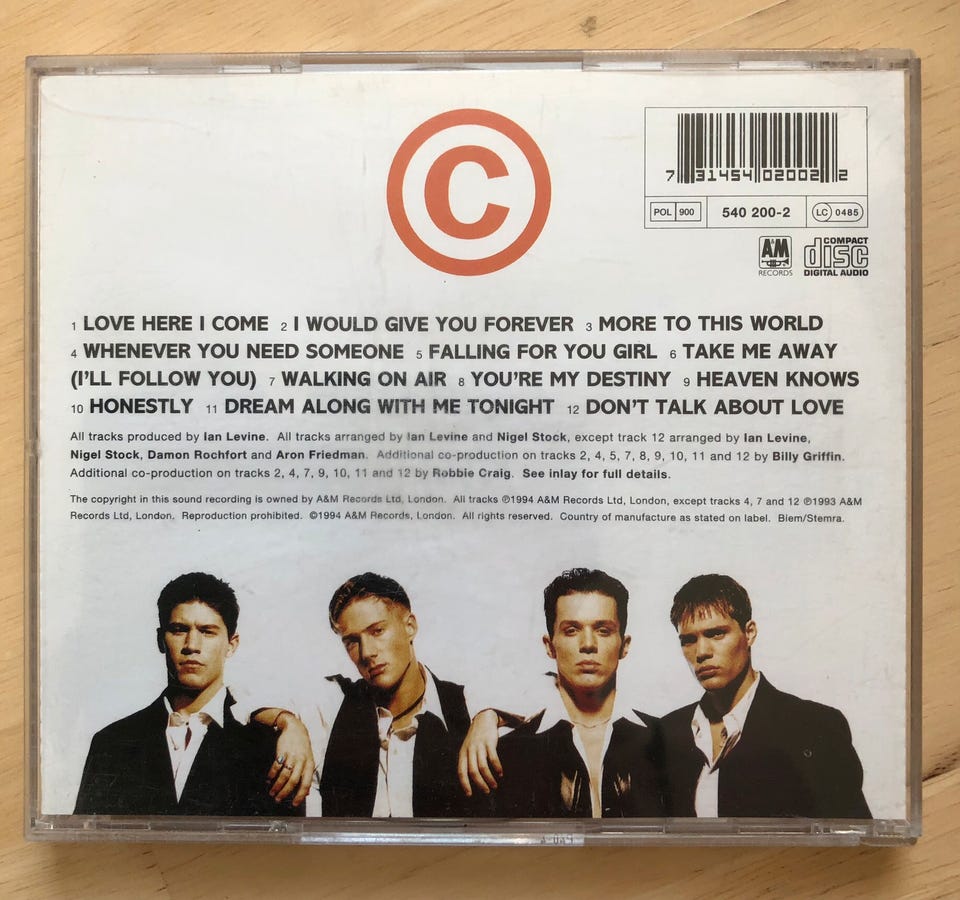 ©
7 31454 02002 2
POL 900 540 200-2 LC 0485
A&M RECORDS COMPACT disc DIGITAL AUDIO
1 LOVE HERE I COME 2 I WOULD GIVE YOU FOREVER 3 MORE TO THIS WORLD
4 WHENEVER YOU NEED SOMEONE 5 FALLING FOR YOU GIRL 6 TAKE ME AWAY
(I'LL FOLLOW YOU) 7 WALKING ON AIR 8 YOU'RE MY DESTINY 9 HEAVEN KNOWS
10 HONESTLY 11 DREAM ALONG WITH ME TONIGHT 12 DON'T TALK ABOUT LOVE
All tracks produced by Ian Levine. All tracks arranged by Ian Levine and Nigel Stock, except track 12 arranged by Ian Levine,
Nigel Stock, Damon Rochfort and Aron Friedman. Additional co-production on tracks 2, 4, 5, 7, 8, 9, 10, 11 and 12 by Billy Griffin.
Additional co-production on tracks 2, 4, 7, 9, 10, 11 and 12 by Robbie Craig. See inlay for full details.
The copyright in this sound recording is owned by A&M Records Ltd, London. All tracks ℗1994 A&M Records Ltd, London, except tracks 4, 7 and 12 ℗1993 A&M
Records Ltd, London. Reproduction prohibited. ©1994 A&M Records, London. All rights reserved. Country of manufacture as stated on label. Biem/Stemra.